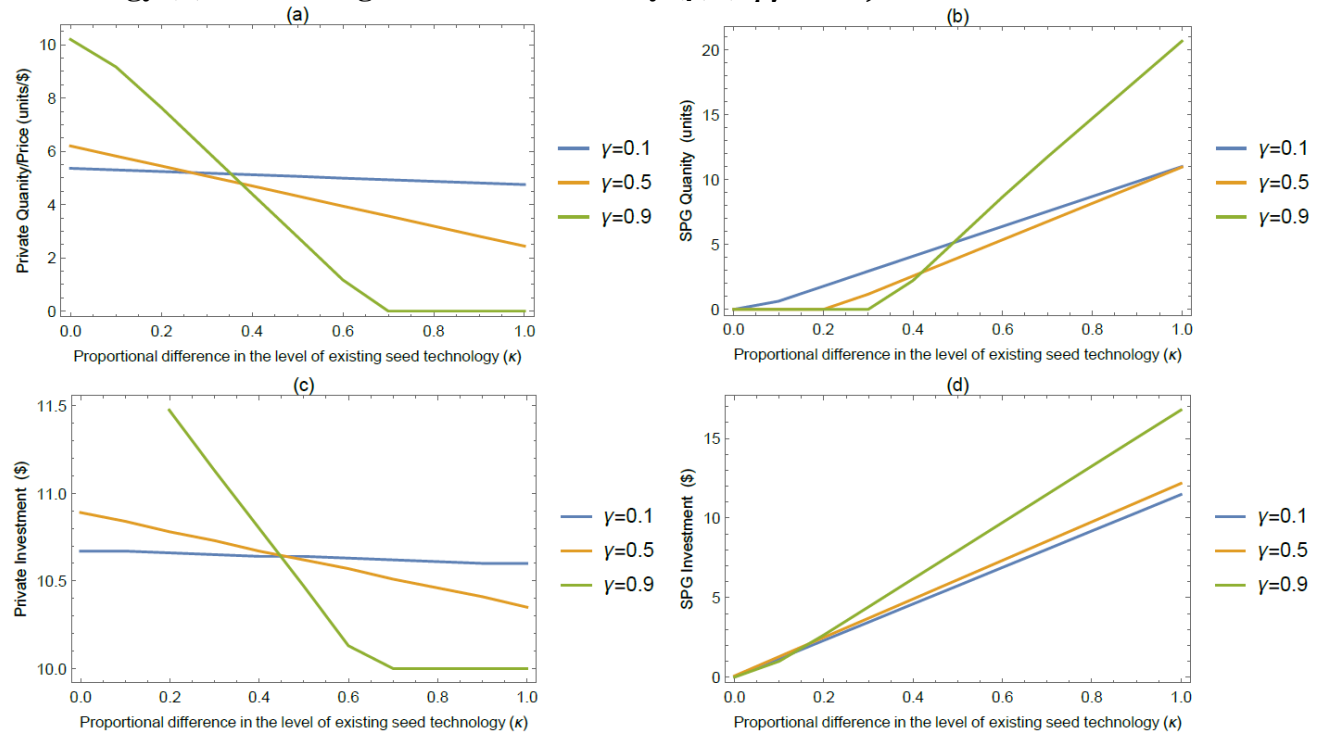 (a)
Private Quanity/Price (units/$)
10
8
6
4
2
0
0.0 0.2 0.4 0.6 0.8 1.0
Proportional difference in the level of existing seed technology (κ)
γ=0.1
γ=0.5
γ=0.9
(b)
SPG Quanity (units)
20
15
10
5
0
0.0 0.2 0.4 0.6 0.8 1.0
Proportional difference in the level of existing seed technology (κ)
γ=0.1
γ=0.5
γ=0.9
(c)
Private Investment ($)
11.5
11.0
10.5
10.0
0.0 0.2 0.4 0.6 0.8 1.0
Proportional difference in the level of existing seed technology (κ)
γ=0.1
γ=0.5
γ=0.9
(d)
SPG Investment ($)
15
10
5
0
0.0 0.2 0.4 0.6 0.8 1.0
Proportional difference in the level of existing seed technology (κ)
γ=0.1
γ=0.5
γ=0.9